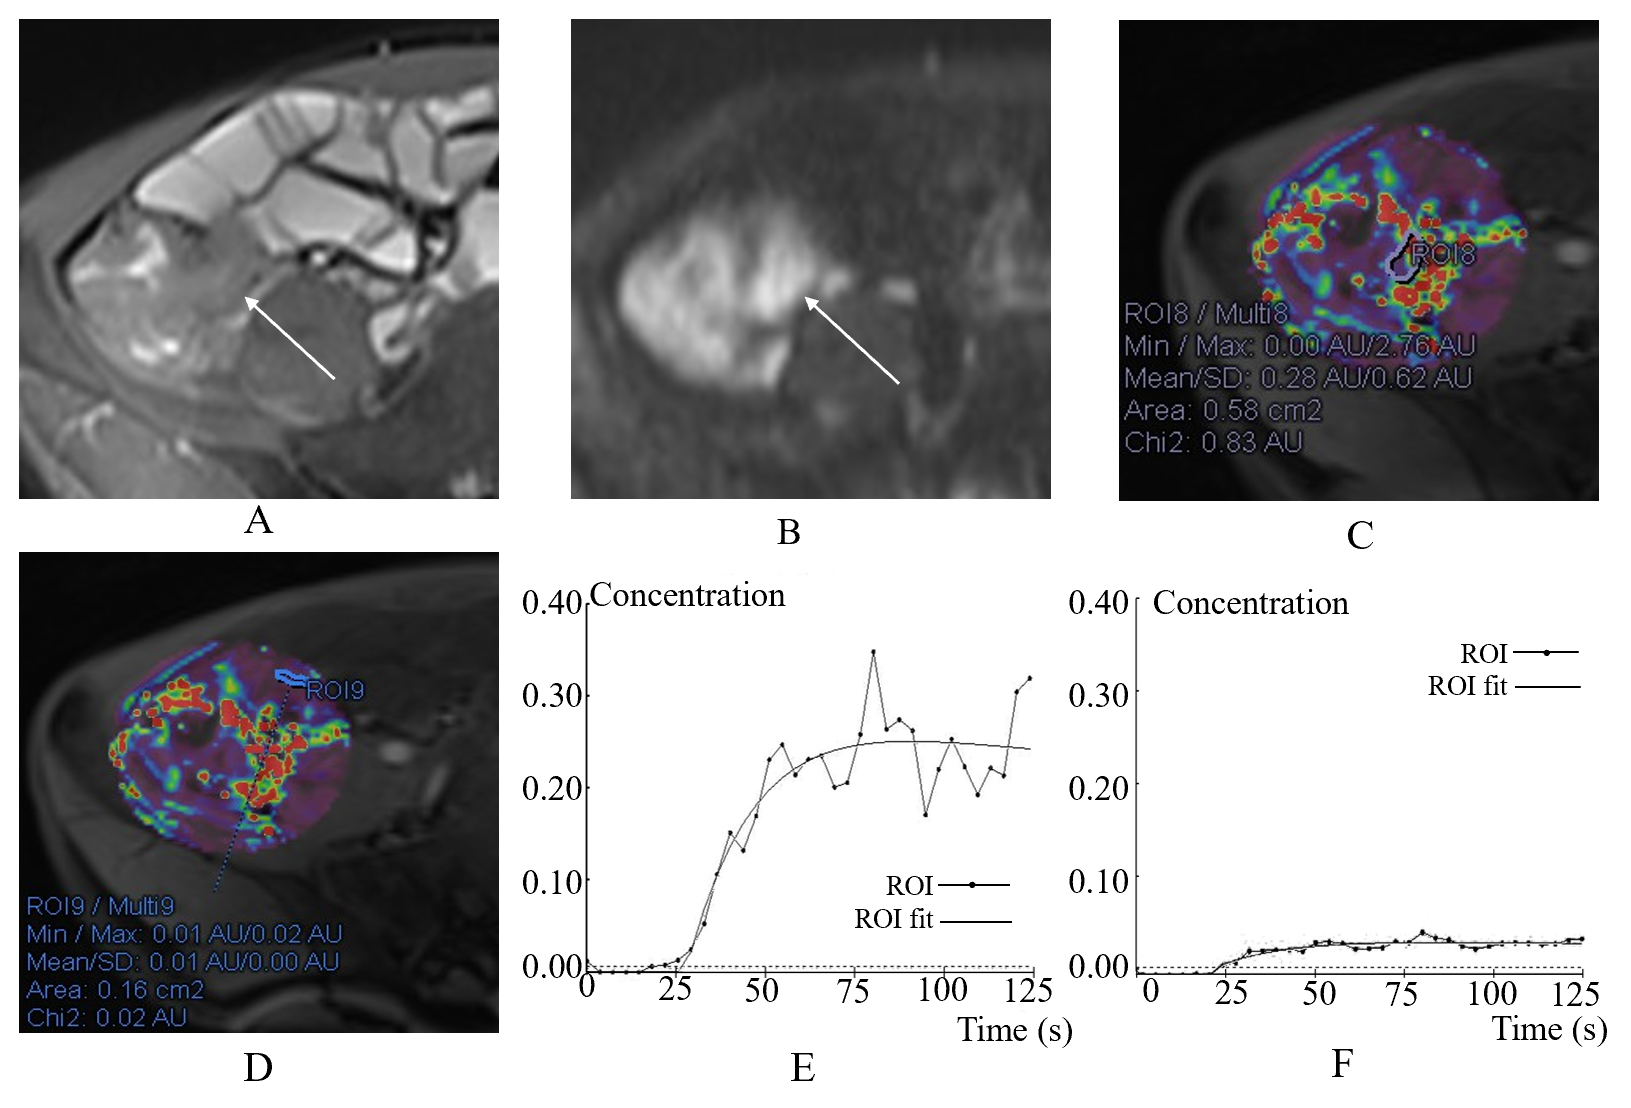 A
B
ROI8
ROI8 / Multi8
Min / Max: 0.00 AU/2.76 AU
Mean/SD: 0.28 AU/0.62 AU
Area: 0.58 cm2
Chi2: 0.83 AU
C
ROI9
ROI9 / Multi9
Min / Max: 0.01 AU/0.02 AU
Mean/SD: 0.01 AU/0.00 AU
Area: 0.16 cm2
Chi2: 0.02 AU
D
Concentration
0.40
0.30
0.20
0.10
0.00
ROI
ROI fit
0 25 50 75 100 125
Time (s)
E
Concentration
0.40
0.30
0.20
0.10
0.00
ROI
ROI fit
0 25 50 75 100 125
Time (s)
F